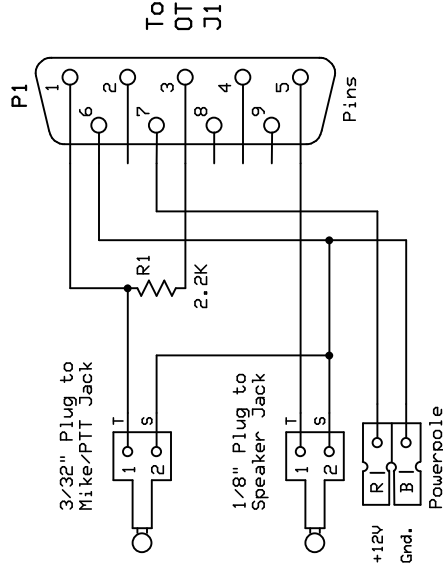 To
OT
J1
P1
1
2
3
4
5
6
7
8
9
Pins
R1
2.2K
3/32" Plug to
Mike/PTT Jack
T
S
1
2
1/8" Plug to
Speaker Jack
T
S
1
2
+12V
R
Gnd.
B
Powerpole